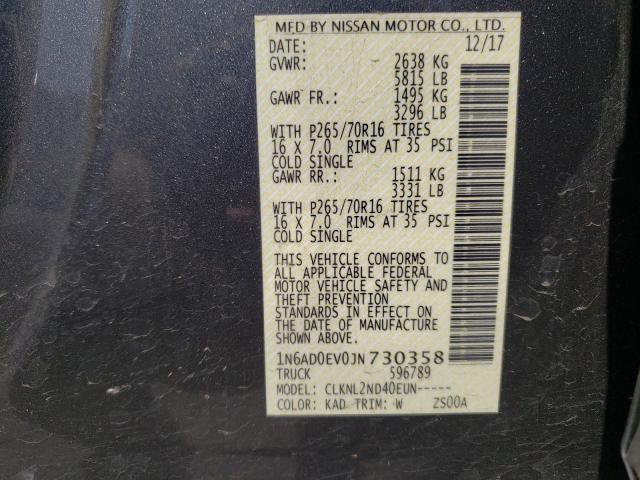 MFD BY NISSAN MOTOR CO., LTD.
DATE: 12/17
GVWR: 2638 KG
5815 LB
GAWR FR.: 1495 KG
3296 LB
WITH P265/70R16 TIRES
16 X 7.0 RIMS AT 35 PSI
COLD SINGLE
GAWR RR.: 1511 KG
3331 LB
WITH P265/70R16 TIRES
16 X 7.0 RIMS AT 35 PSI
COLD SINGLE
THIS VEHICLE CONFORMS TO
ALL APPLICABLE FEDERAL
MOTOR VEHICLE SAFETY AND
THEFT PREVENTION
STANDARDS IN EFFECT ON
THE DATE OF MANUFACTURE
SHOWN ABOVE.
1N6AD0EV0JN730358
TRUCK 596789
MODEL: CLKNL2ND40EUN-----
COLOR: KAD TRIM: W ZS00A